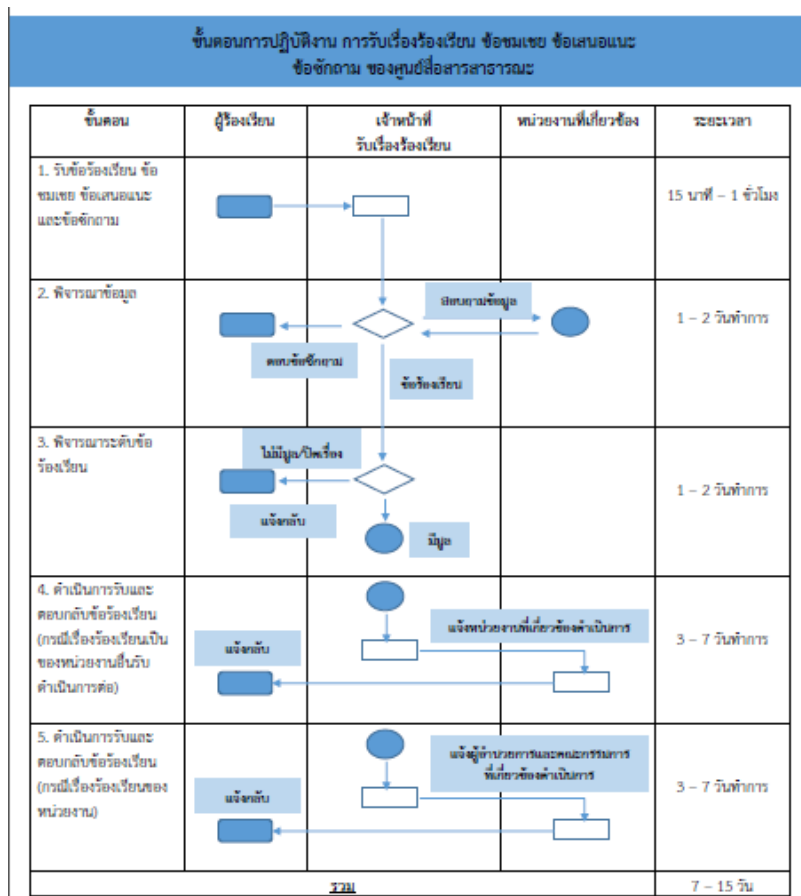 ขั้นตอนการปฏิบัติงาน การรับเรื่องร้องเรียน ข้อชมเชย ข้อเสนอแนะ
ข้อซักถาม ของศูนย์สื่อสารสาธารณะ
ขั้นตอน
ผู้ร้องเรียน
เจ้าหน้าที่
รับเรื่องร้องเรียน
หน่วยงานที่เกี่ยวข้อง
ระยะเวลา
1. รับข้อร้องเรียน ข้อ
ชมเชย ข้อเสนอแนะ
และข้อซักถาม
15 นาที – 1 ชั่วโมง
2. พิจารณาข้อมูล
สอบถามข้อมูล
1 – 2 วันทำการ
ตอบข้อซักถาม
ข้อร้องเรียน
3. พิจารณาระดับข้อ
ร้องเรียน
ไม่มีมูล/ปิดเรื่อง
1 – 2 วันทำการ
แจ้งกลับ
มีมูล
4. ดำเนินการรับและ
ตอบกลับข้อร้องเรียน
(กรณีเรื่องร้องเรียนเป็น
ของหน่วยงานอื่นรับ
ดำเนินการต่อ)
แจ้งหน่วยงานที่เกี่ยวข้องดำเนินการ
แจ้งกลับ
3 – 7 วันทำการ
5. ดำเนินการรับและ
ตอบกลับข้อร้องเรียน
(กรณีเรื่องร้องเรียนของ
หน่วยงาน)
แจ้งผู้อำนวยการและคณะกรรมการ
ที่เกี่ยวข้องดำเนินการ
แจ้งกลับ
3 – 7 วันทำการ
รวม
7 – 15 วัน